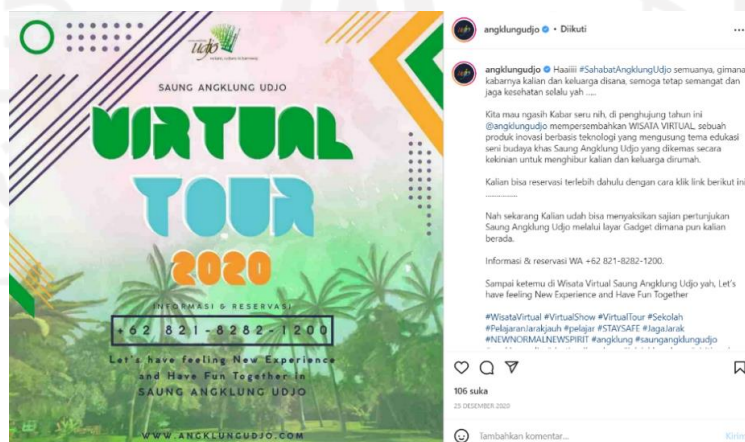 udjo
SAUNG ANGKLUNG UDJO
VIRTUAL
TOUR
2020
INFORMASI & RESERVASI
+62 821-8282-1200
Let's have feeling New Experience
and Have Fun Together in
SAUNG ANGKLUNG UDJO
WWW.ANGKLUNGUDJO.COM
angklungudjo • Diikuti
angklungudjo Haaiiii #SahabatAngklungUdjo semuanya, gimana
kabarnya kalian dan keluarga disana, semoga tetap semangat dan
jaga kesehatan selalu yah ....
Kita mau ngasih Kabar seru nih, di penghujung tahun ini
@angklungudjo mempersembahkan WISATA VIRTUAL, sebuah
produk inovasi berbasis teknologi yang mengusung tema edukasi
seni budaya khas Saung Angklung Udjo yang dikemas secara
kekinian untuk menghibur kalian dan keluarga dirumah.
Kalian bisa reservasi terlebih dahulu dengan cara klik link berikut ini
................
Nah sekarang Kalian udah bisa menyaksikan sajian pertunjukan
Saung Angklung Udjo melalui layar Gadget dimana pun kalian
berada.
Informasi & reservasi WA +62 821-8282-1200.
Sampai ketemu di Wisata Virtual Saung Angklung Udjo yah, Let's
have feeling New Experience and Have Fun Together
#WisataVirtual #VirtualShow #VirtualTour #Sekolah
#PelajaranJarakjauh #pelajar #STAYSAFE #JagaJarak
#NEWNORMALNEWSPIRIT #angklung #saungangklungudjo
106 suka
23 DESEMBER 2020
Tambahkan komentar...
Kirim